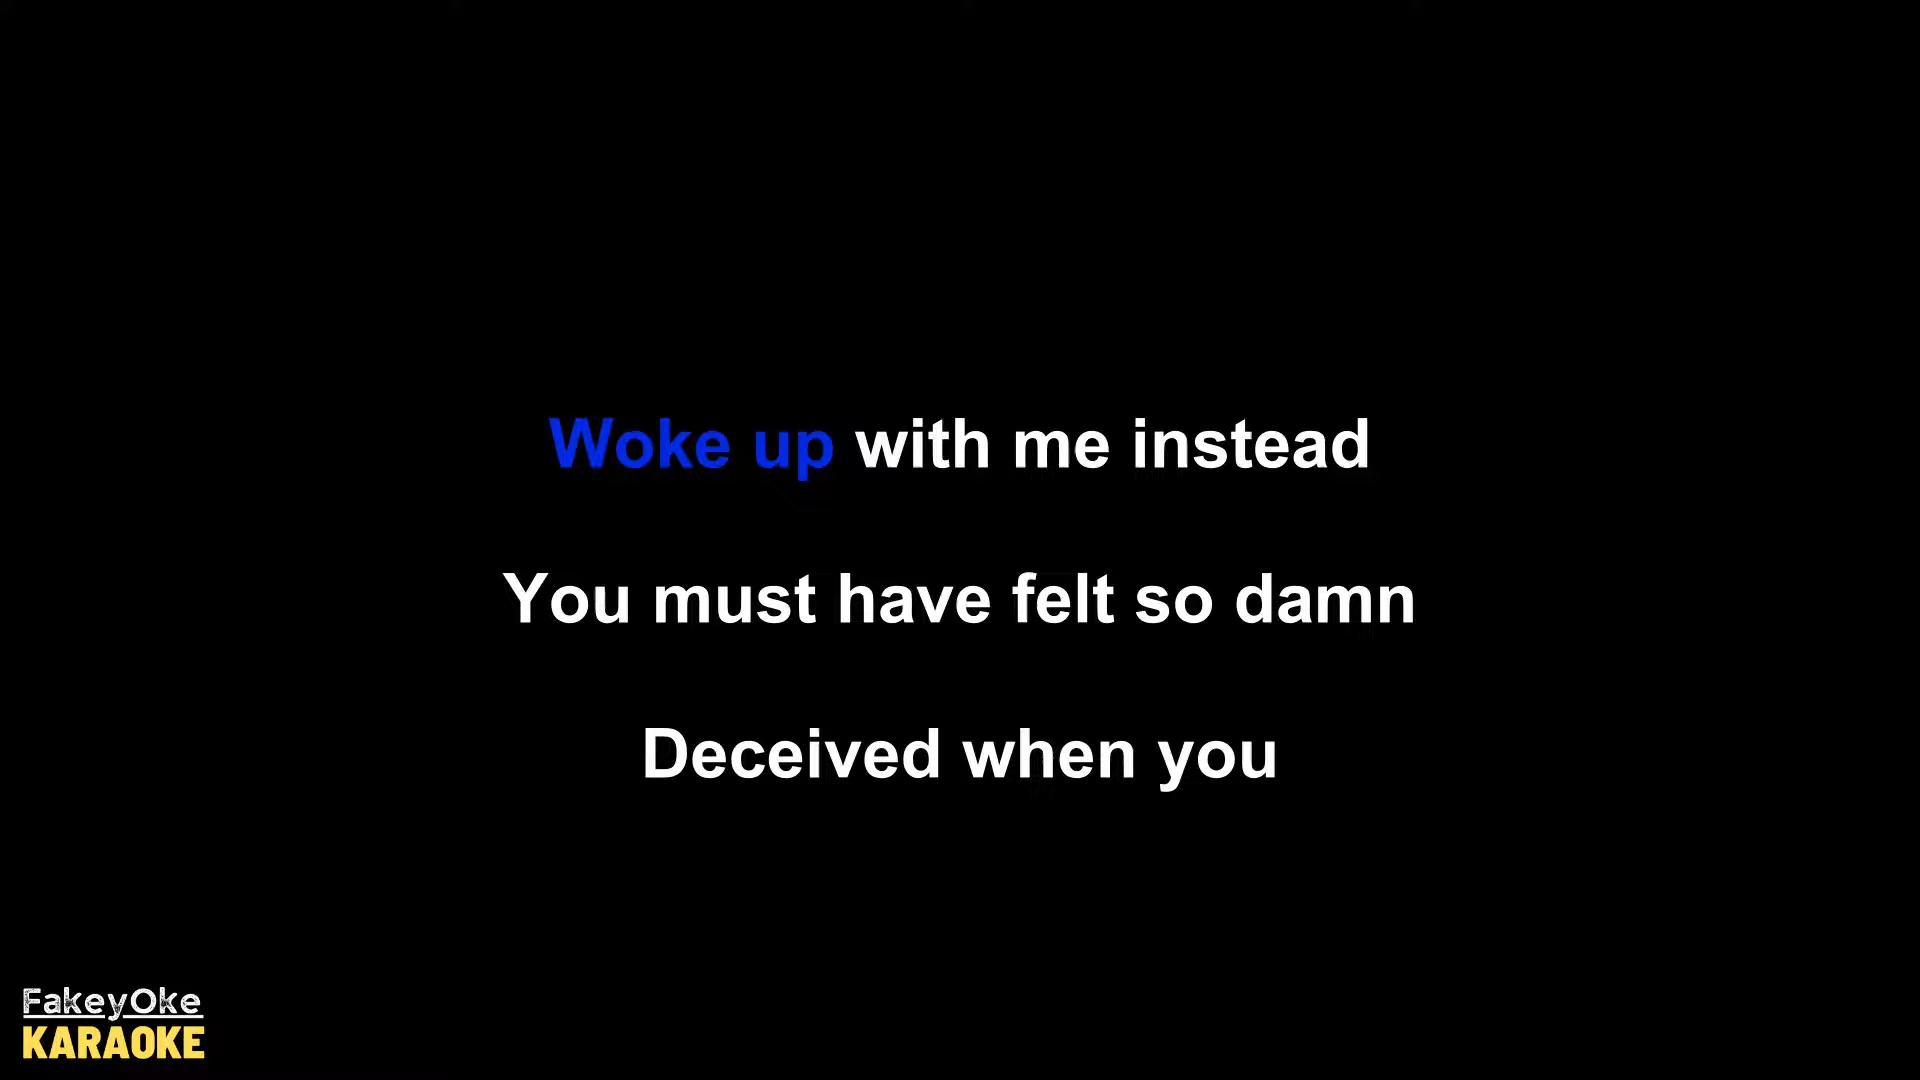 Woke up with me instead
You must have felt so damn
Deceived when you
FakeyOke
KARAOKE